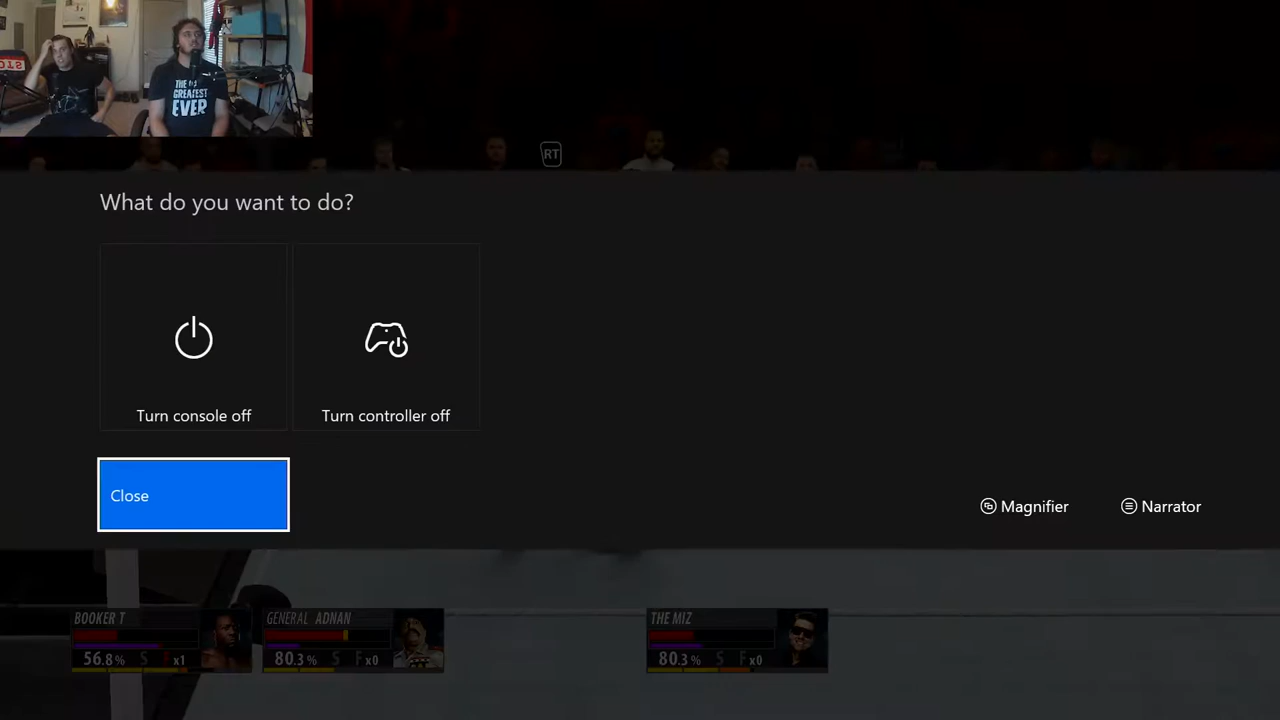 THE
GREATEST
EVER
RT
What do you want to do?
Turn console off
Turn controller off
Close
Magnifier
Narrator
BOOKER T
56.8% S F x1
GENERAL ADNAN
80.3% S F x0
THE MIZ
80.3% S F x0